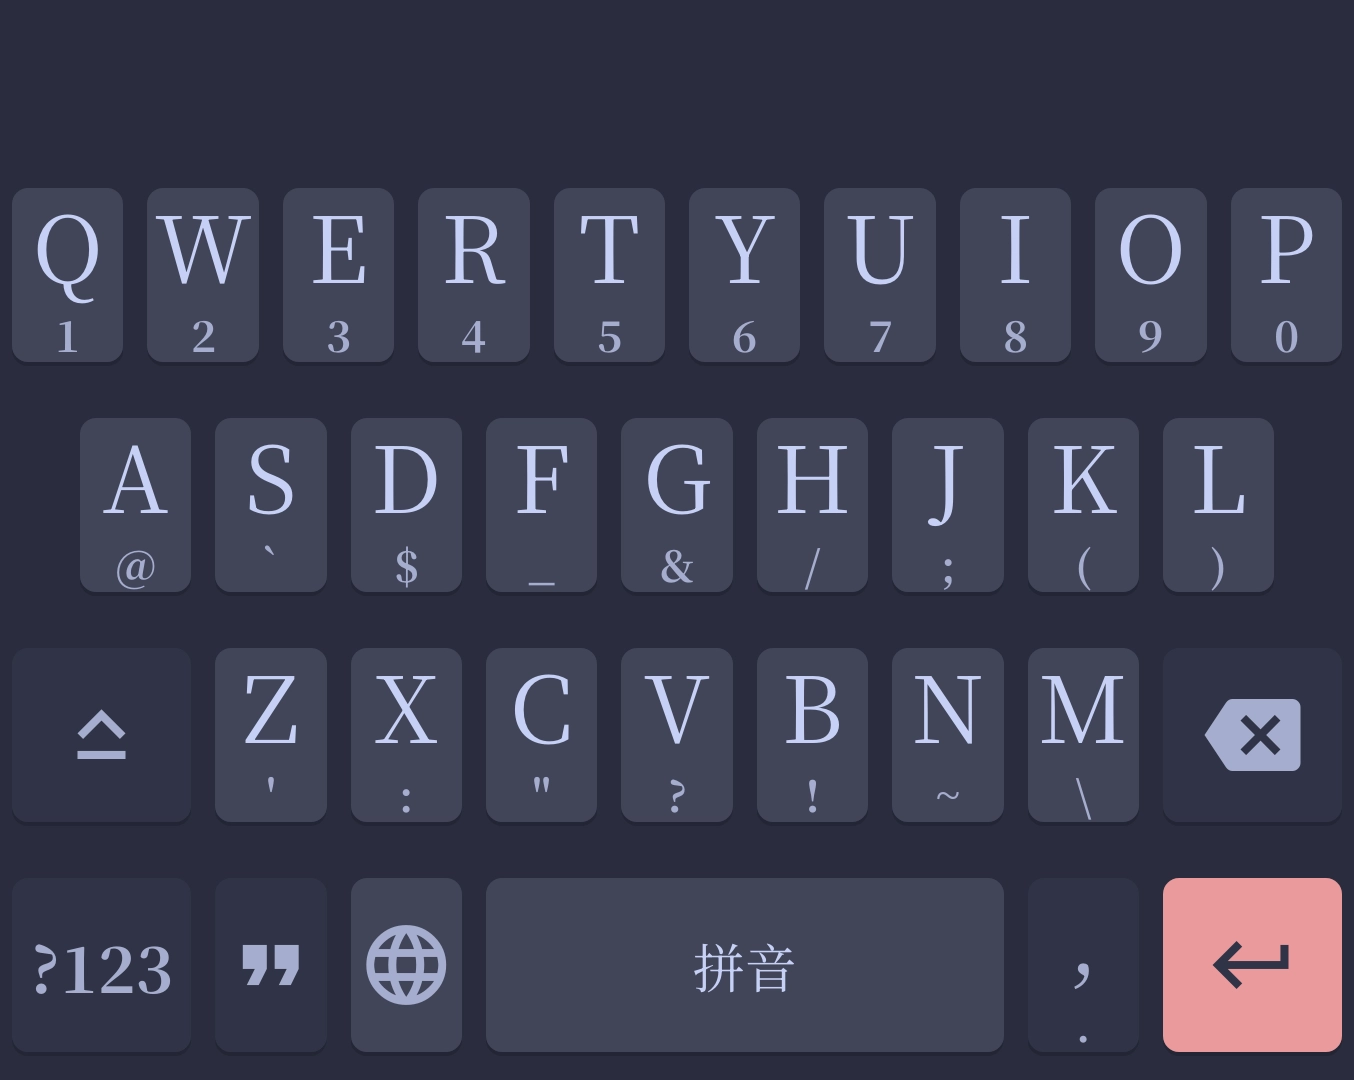 Q W E R T Y U I O P
1 2 3 4 5 6 7 8 9 0
A S D F G H J K L
@ ` $ _ & / ; ( )
Z X C V B N M
' : " ? ! ~ \
?123 " 拼音 ,
.